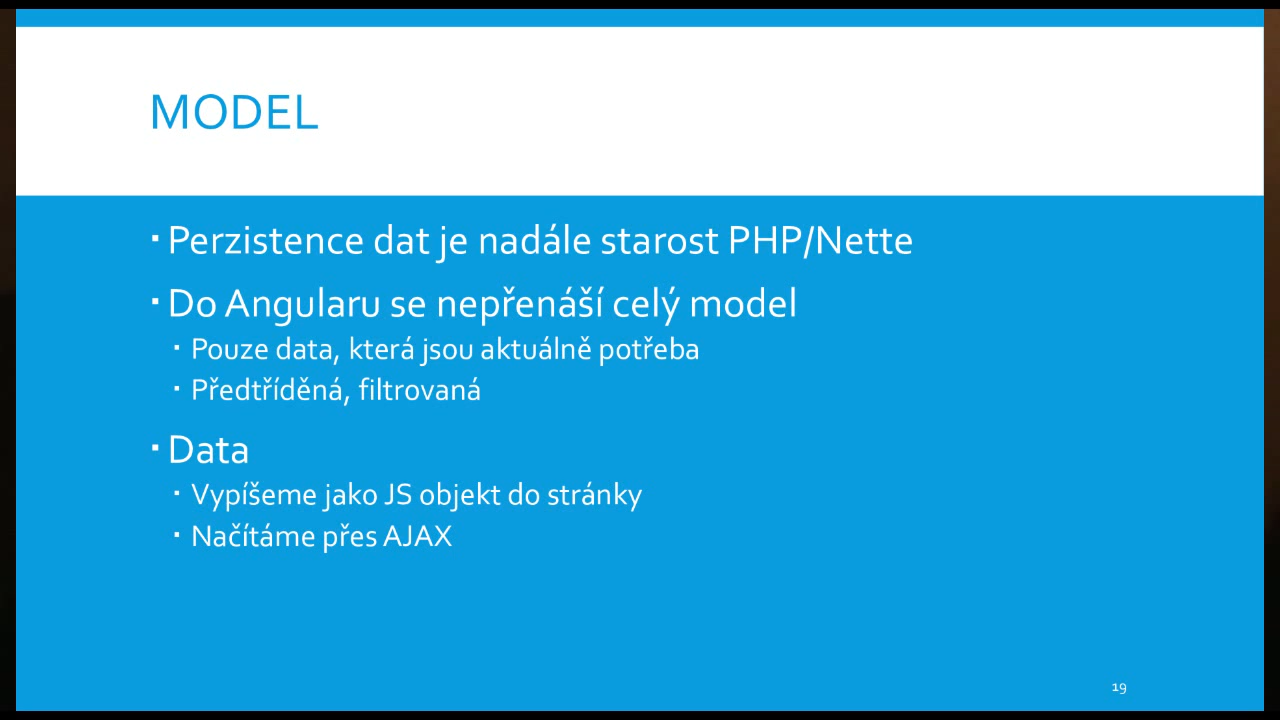 MODEL
▪ Perzistence dat je nadále starost PHP/Nette
▪ Do Angularu se nepřenáší celý model
▪ Pouze data, která jsou aktuálně potřeba
▪ Předtříděná, filtrovaná
▪ Data
▪ Vypíšeme jako JS objekt do stránky
▪ Načítáme přes AJAX
19